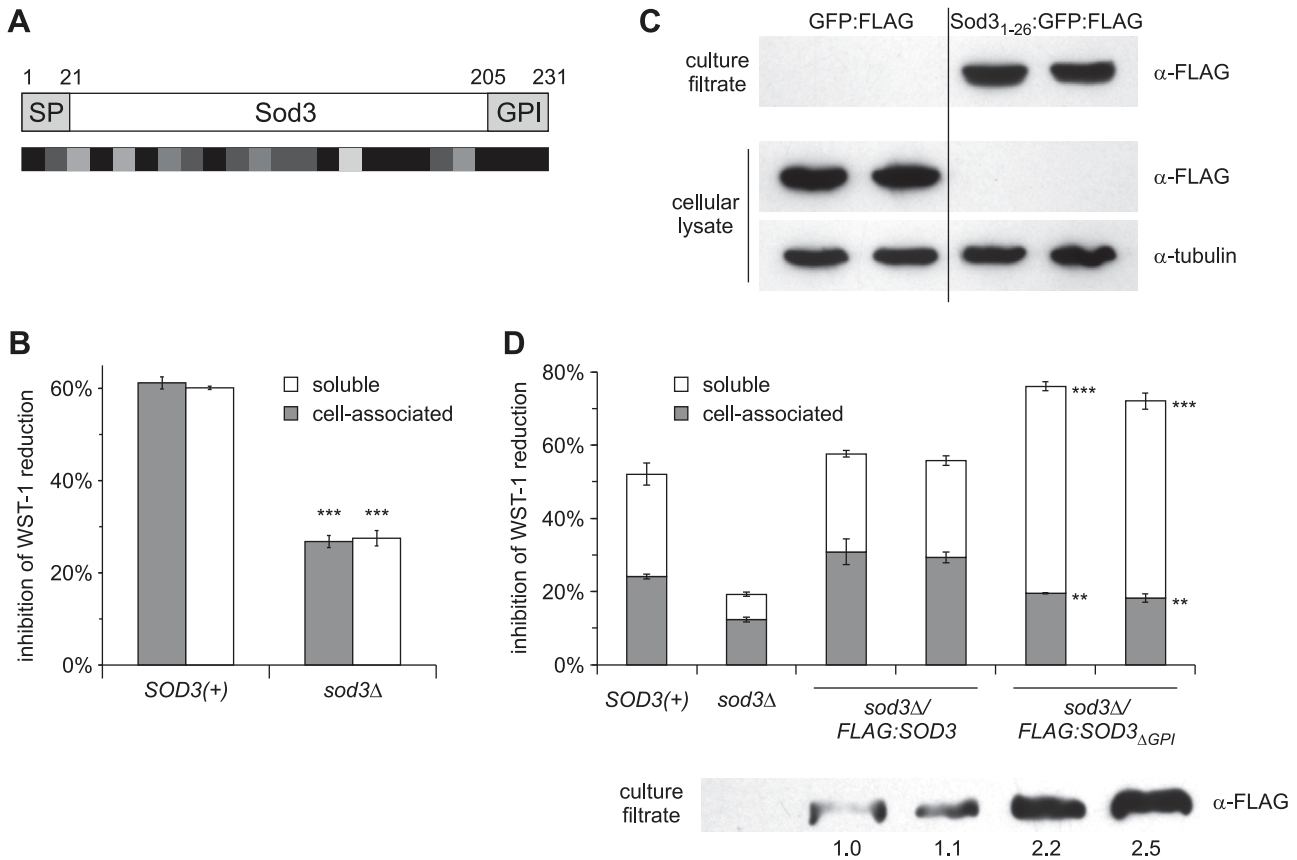 A
1 21 205 231
SP Sod3 GPI
B
inhibition of WST-1 reduction
60%
40%
20%
0%
soluble
cell-associated
*** ***
SOD3(+) sod3Δ
C
GFP:FLAG Sod31-26:GFP:FLAG
culture
filtrate
α-FLAG
cellular
lysate
α-FLAG
α-tubulin
D
inhibition of WST-1 reduction
80%
60%
40%
20%
0%
soluble
cell-associated
*** ***
** **
SOD3(+) sod3Δ sod3Δ/
FLAG:SOD3
sod3Δ/
FLAG:SOD3ΔGPI
culture
filtrate
α-FLAG
1.0 1.1 2.2 2.5